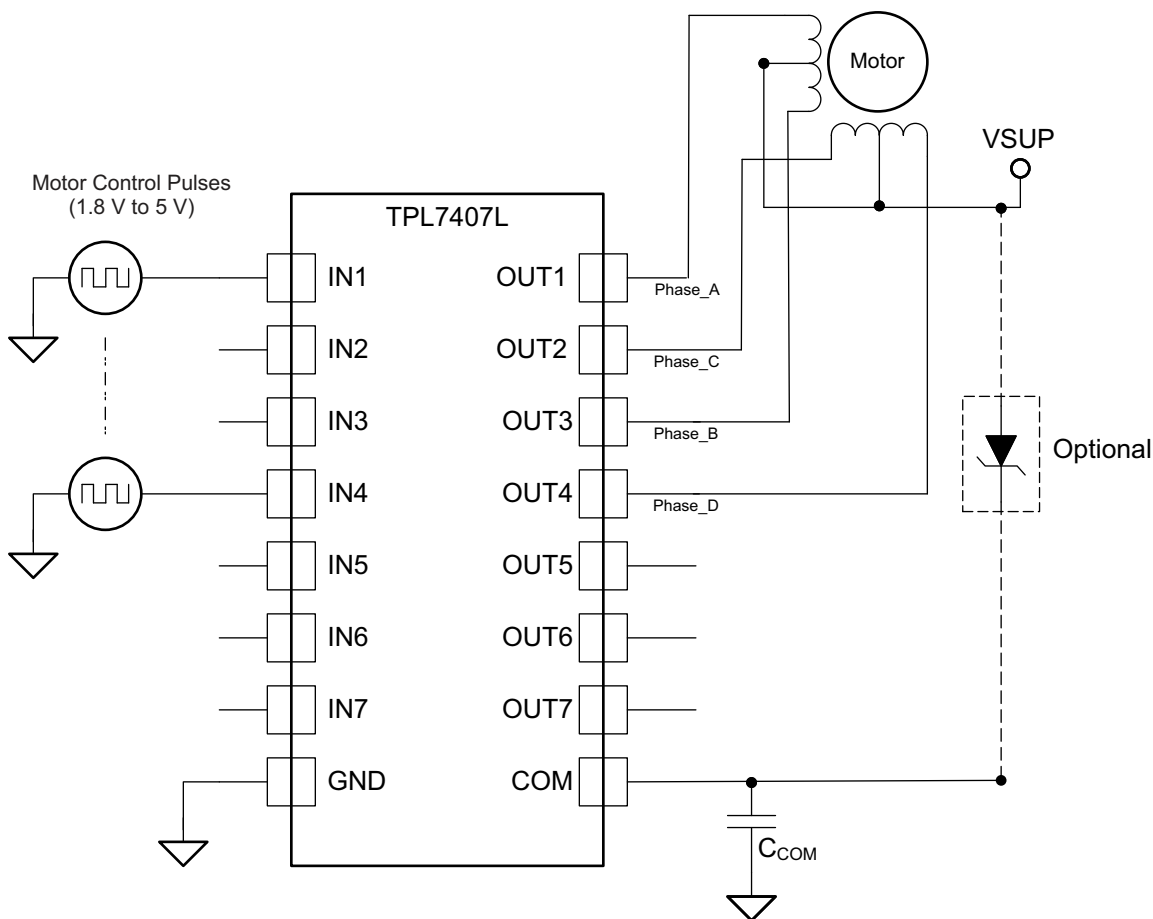 Motor
VSUP
Motor Control Pulses
(1.8 V to 5 V)
TPL7407L
IN1
OUT1
Phase_A
IN2
OUT2
Phase_C
IN3
OUT3
Phase_B
Optional
IN4
OUT4
Phase_D
IN5
OUT5
IN6
OUT6
IN7
OUT7
GND
COM
CCOM